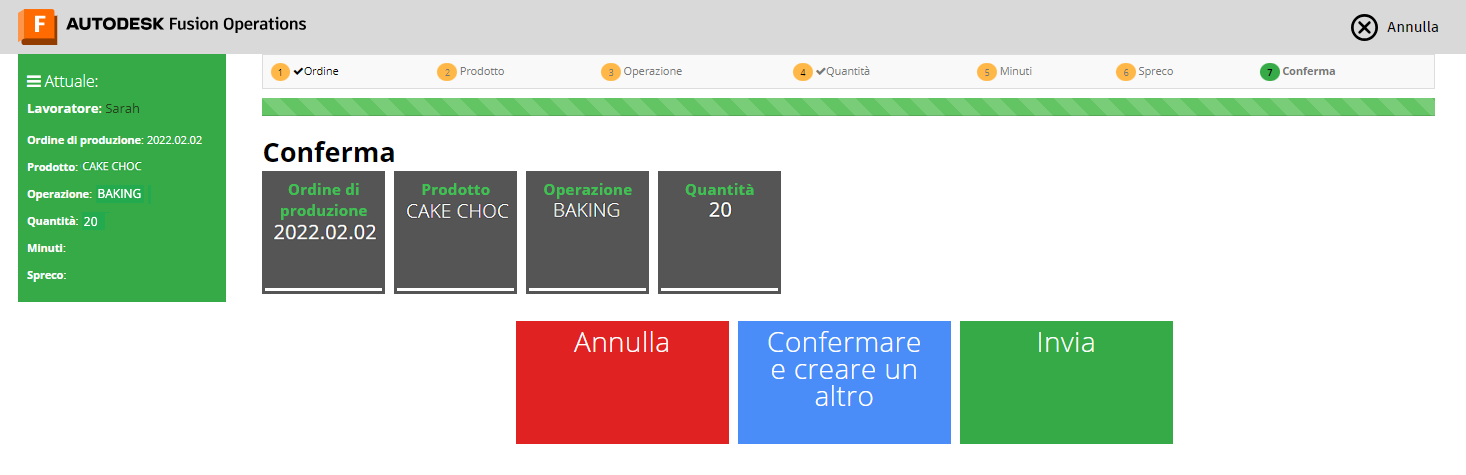 F AUTODESK Fusion Operations
Annulla
Attuale:
Lavoratore: Sarah
Ordine di produzione: 2022.02.02
Prodotto: CAKE CHOC
Operazione: BAKING
Quantità: 20
Minuti:
Spreco:
1 Ordine 2 Prodotto 3 Operazione 4 Quantità 5 Minuti 6 Spreco 7 Conferma
Conferma
Ordine di
produzione
2022.02.02
Prodotto
CAKE CHOC
Operazione
BAKING
Quantità
20
Annulla
Confermare
e creare un
altro
Invia